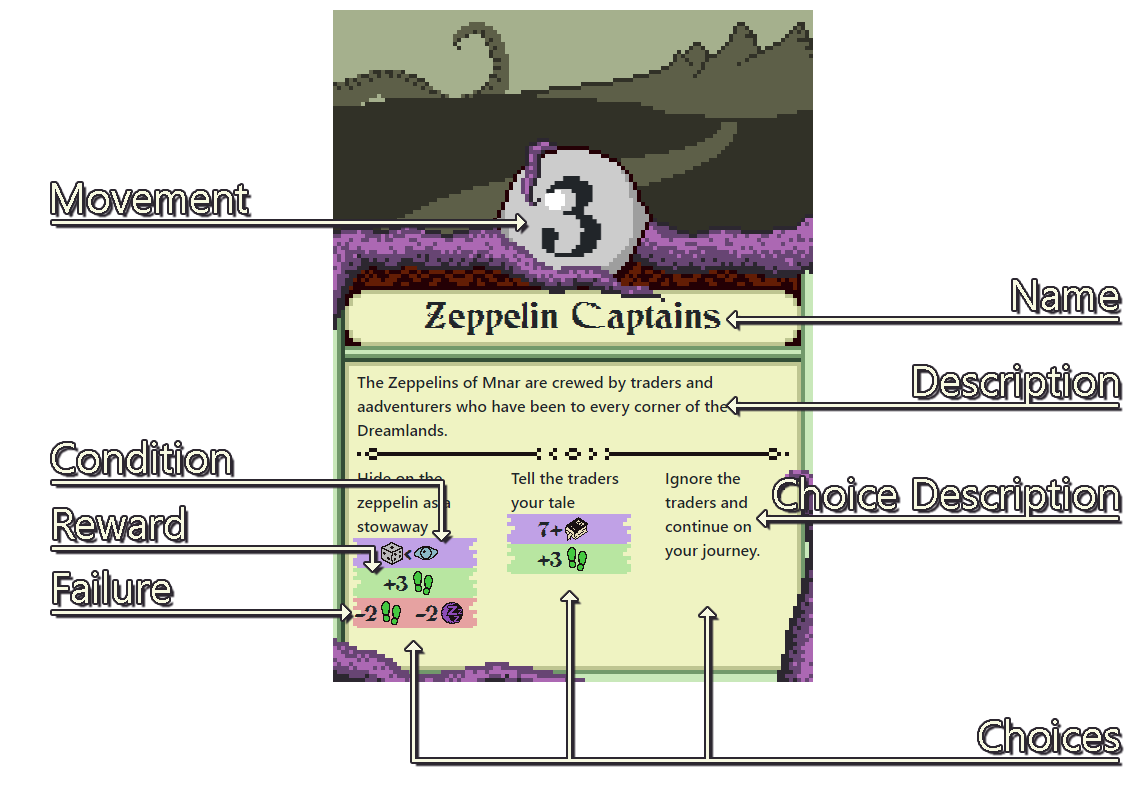 Movement
3
Zeppelin Captains
Name
The Zeppelins of Mnar are crewed by traders and
aadventurers who have been to every corner of the
Dreamlands.
Description
Condition
Reward
Failure
Hide on the
zeppelin as a
stowaway
<
+3
-2 -2
Tell the traders
your tale
7+
+3
Ignore the
traders and
continue on
your journey.
Choice Description
Choices